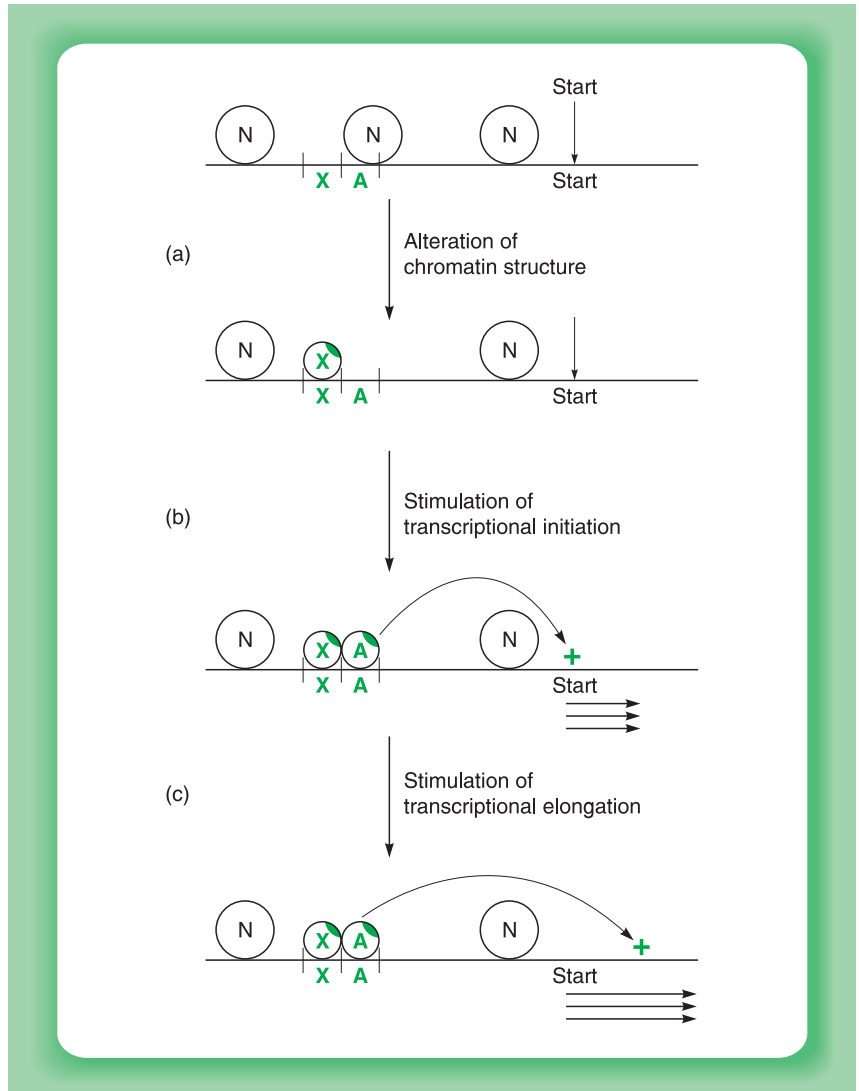 Start
N N N
X A Start
(a)
Alteration of
chromatin structure
N X N
X A Start
(b)
Stimulation of
transcriptional initiation
N X A N +
X A Start
(c)
Stimulation of
transcriptional elongation
N X A N +
X A Start